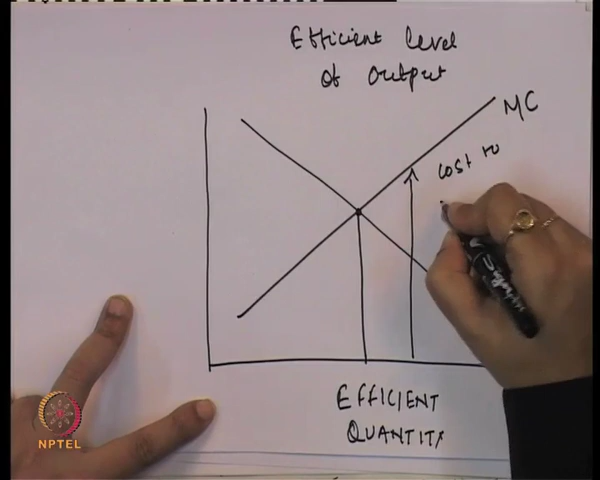 Efficient level
of output
MC
cost to
EFFICIENT
QUANTITY
NPTEL